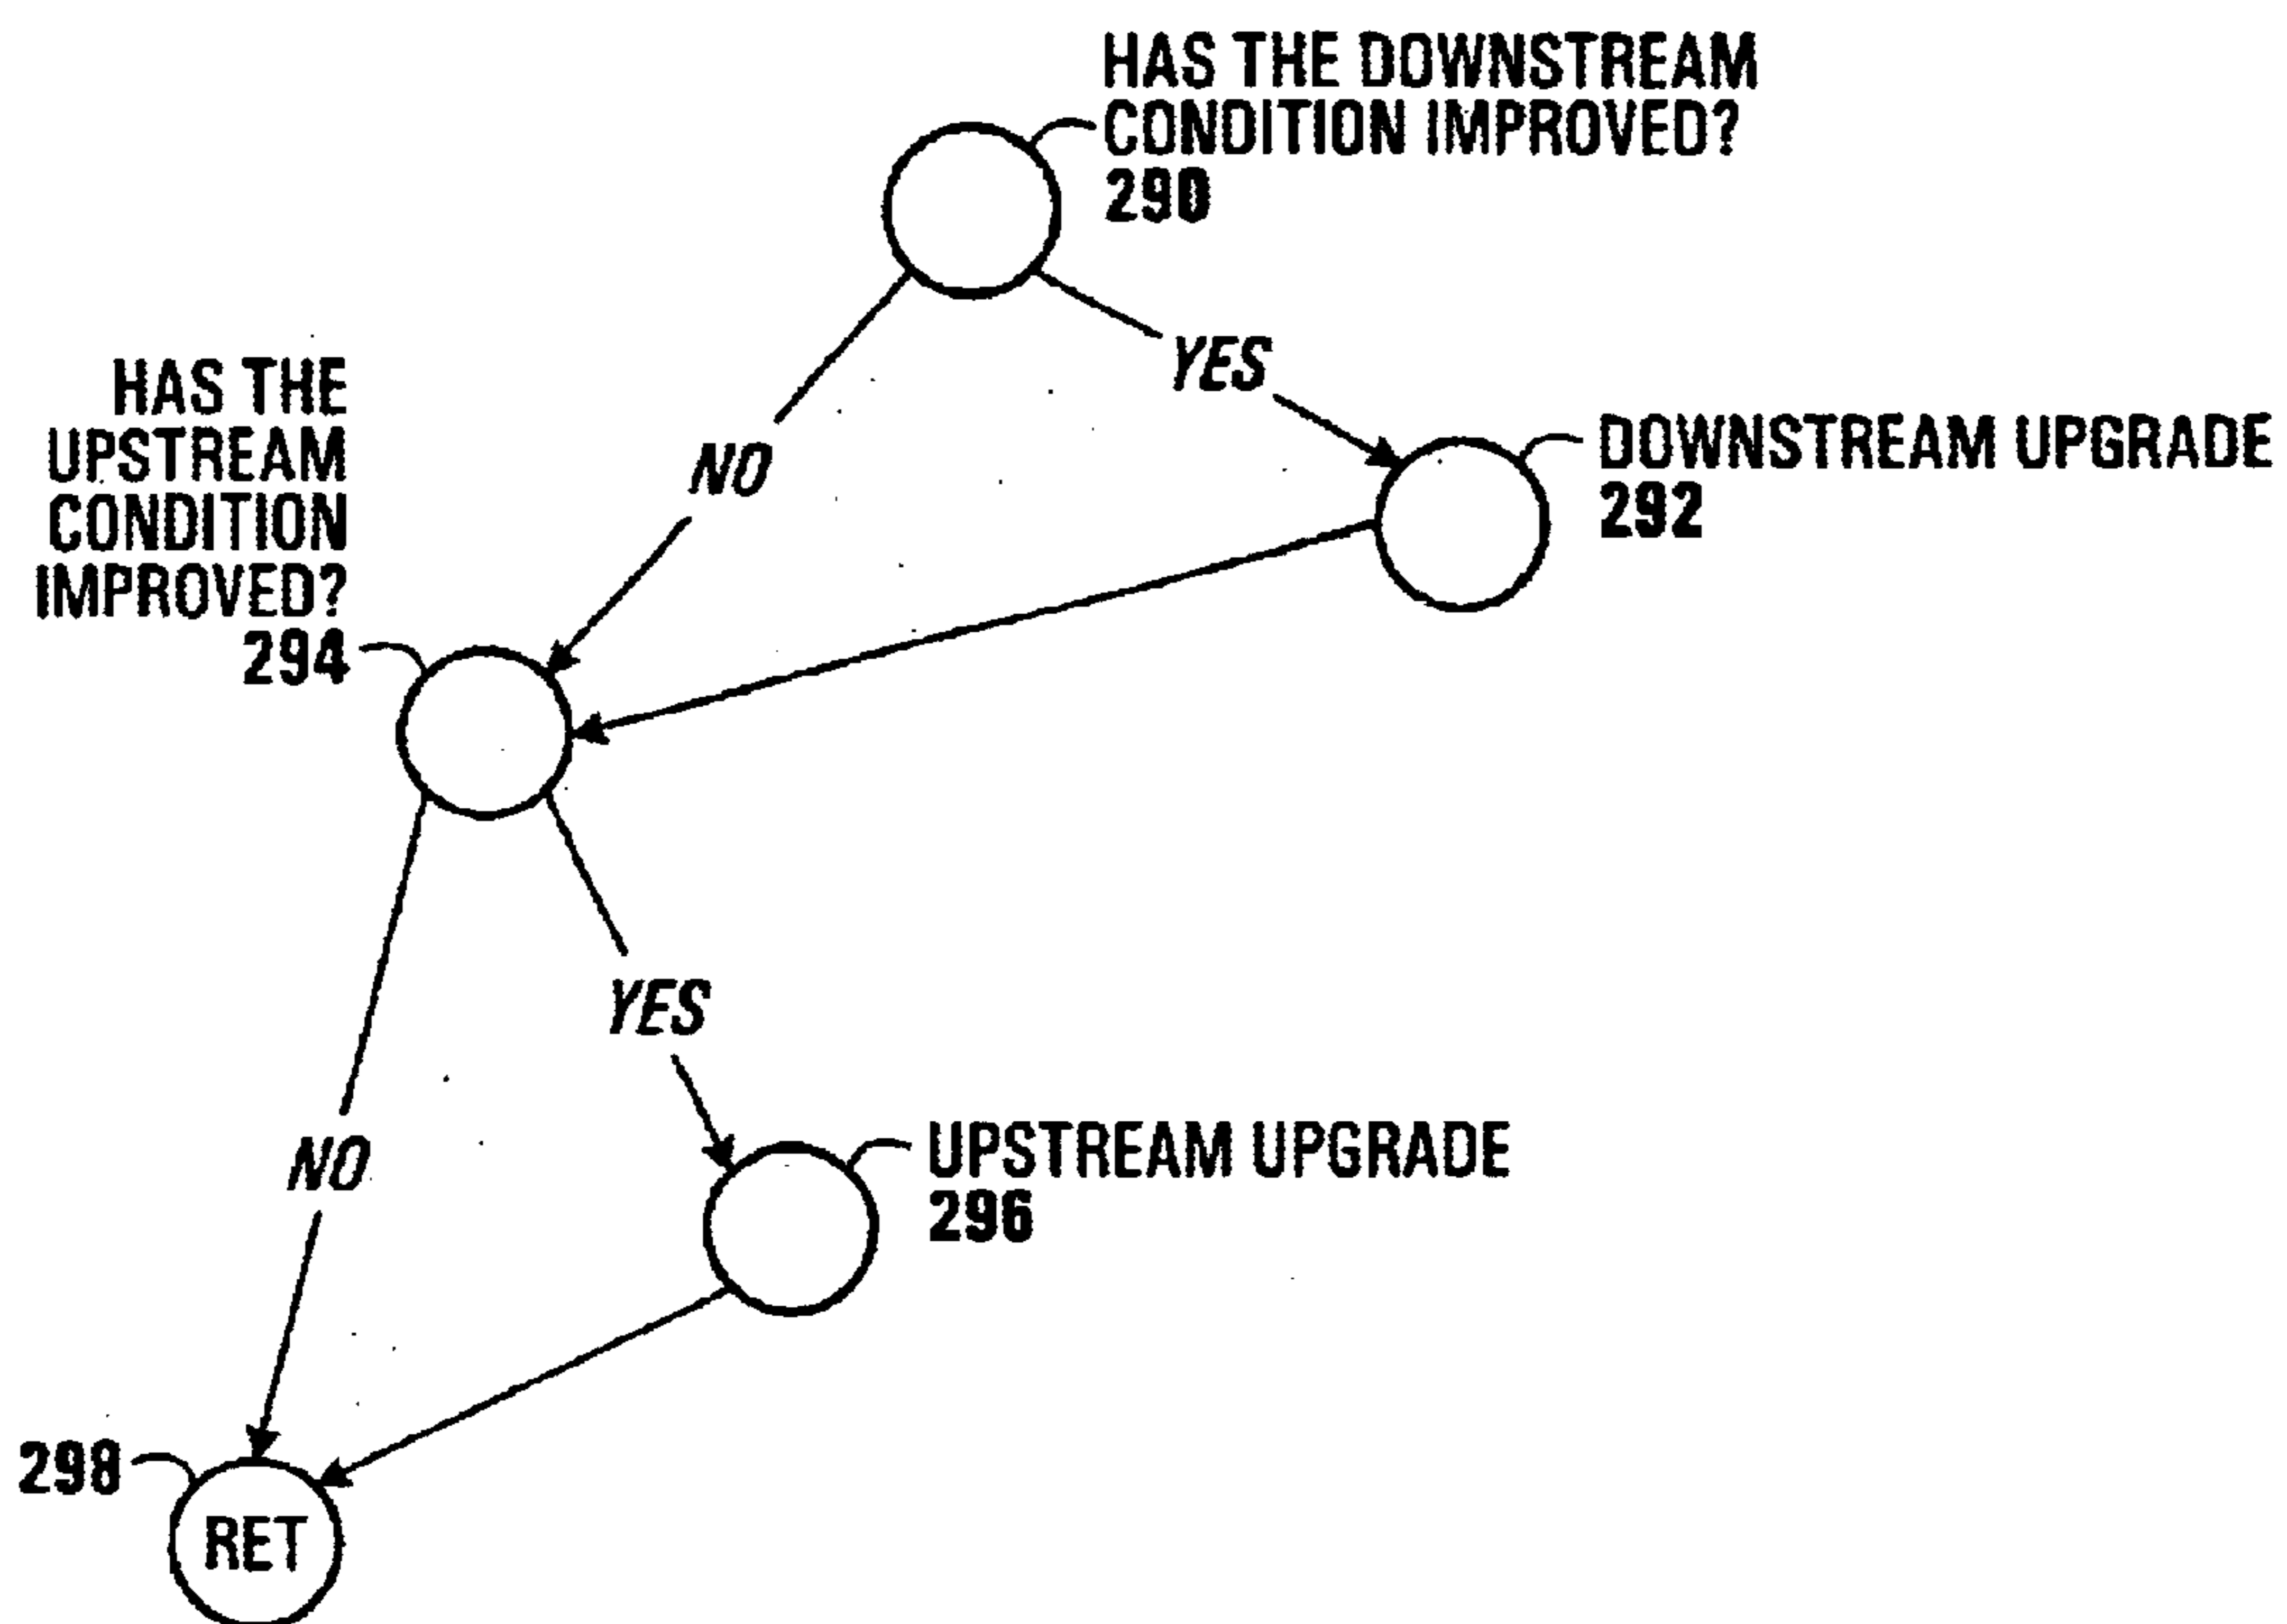 HAS THE DOWNSTREAM
CONDITION IMPROVED?
290
YES
NO
HAS THE
UPSTREAM
CONDITION
IMPROVED?
294
DOWNSTREAM UPGRADE
292
YES
NO
UPSTREAM UPGRADE
296
298
RET